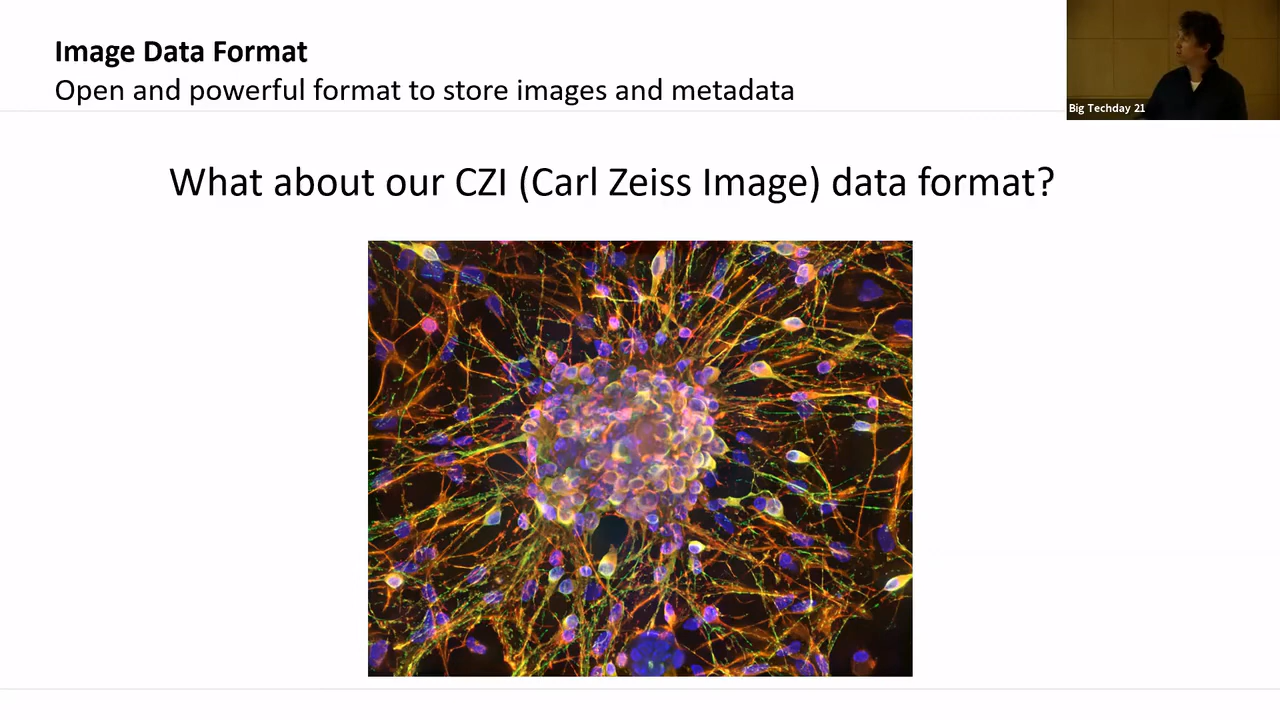 Image Data Format
Open and powerful format to store images and metadata
Big Techday 21
What about our CZI (Carl Zeiss Image) data format?